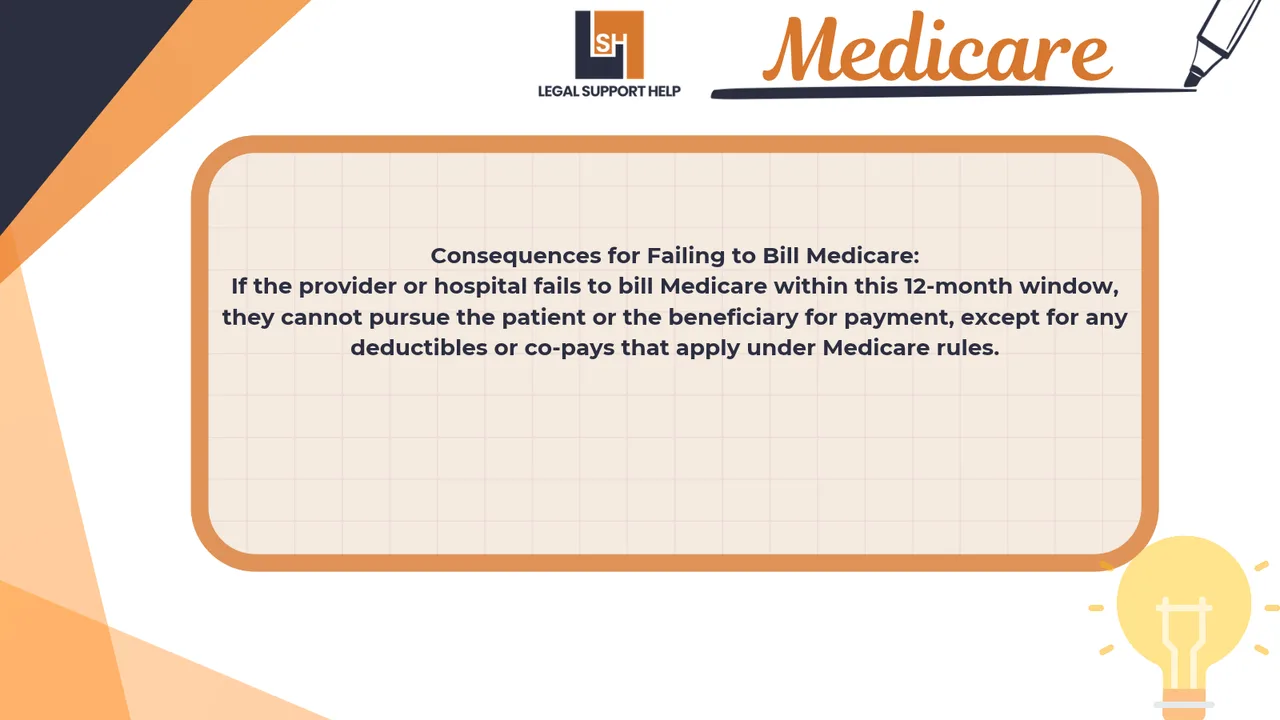 LSH
LEGAL SUPPORT HELP
Medicare
Consequences for Failing to Bill Medicare:
If the provider or hospital fails to bill Medicare within this 12-month window,
they cannot pursue the patient or the beneficiary for payment, except for any
deductibles or co-pays that apply under Medicare rules.